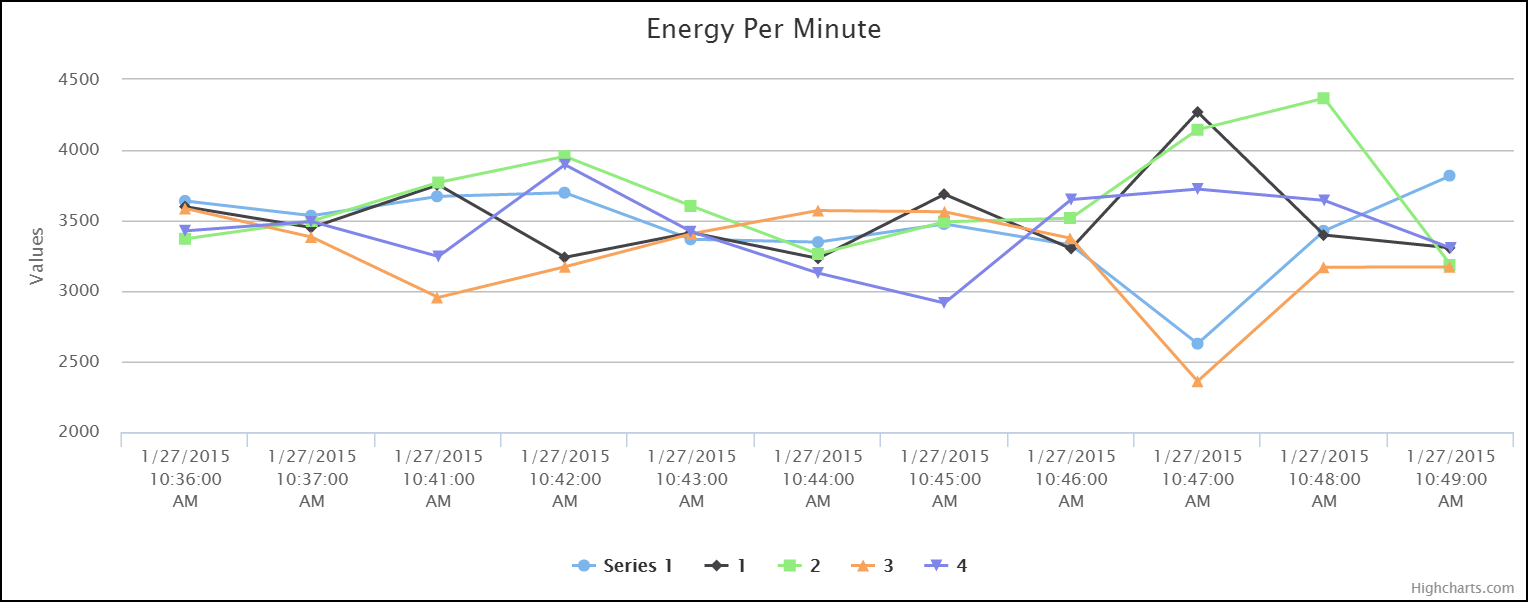 Energy Per Minute
4500
4000
3500
3000
2500
2000
Values
1/27/2015 1/27/2015 1/27/2015 1/27/2015 1/27/2015 1/27/2015 1/27/2015 1/27/2015 1/27/2015 1/27/2015 1/27/2015
10:36:00 10:37:00 10:41:00 10:42:00 10:43:00 10:44:00 10:45:00 10:46:00 10:47:00 10:48:00 10:49:00
AM AM AM AM AM AM AM AM AM AM AM
Series 1 1 2 3 4
Highcharts.com